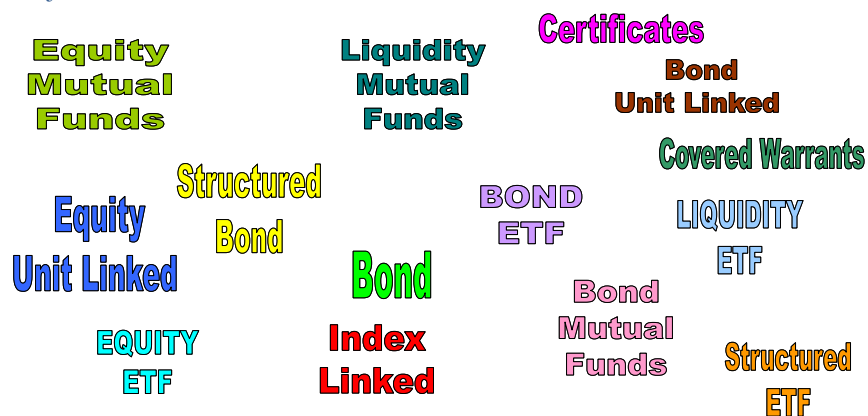 Equity
Mutual
Funds
Liquidity
Mutual
Funds
Certificates
Bond
Unit Linked
Covered Warrants
Structured
Bond
Equity
Unit Linked
BOND
ETF
LIQUIDITY
ETF
Bond
Bond
Mutual
Funds
EQUITY
ETF
Index
Linked
Structured
ETF